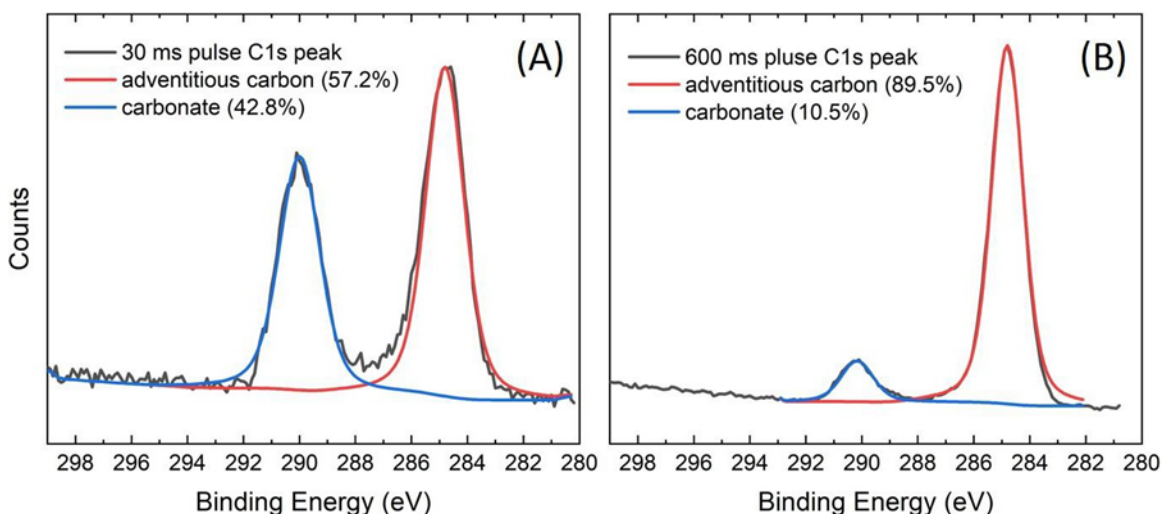 30 ms pulse C1s peak
adventitious carbon (57.2%)
carbonate (42.8%)
(A)
Counts
298 296 294 292 290 288 286 284 282 280
Binding Energy (eV)
600 ms pluse C1s peak
adventitious carbon (89.5%)
carbonate (10.5%)
(B)
298 296 294 292 290 288 286 284 282 280
Binding Energy (eV)